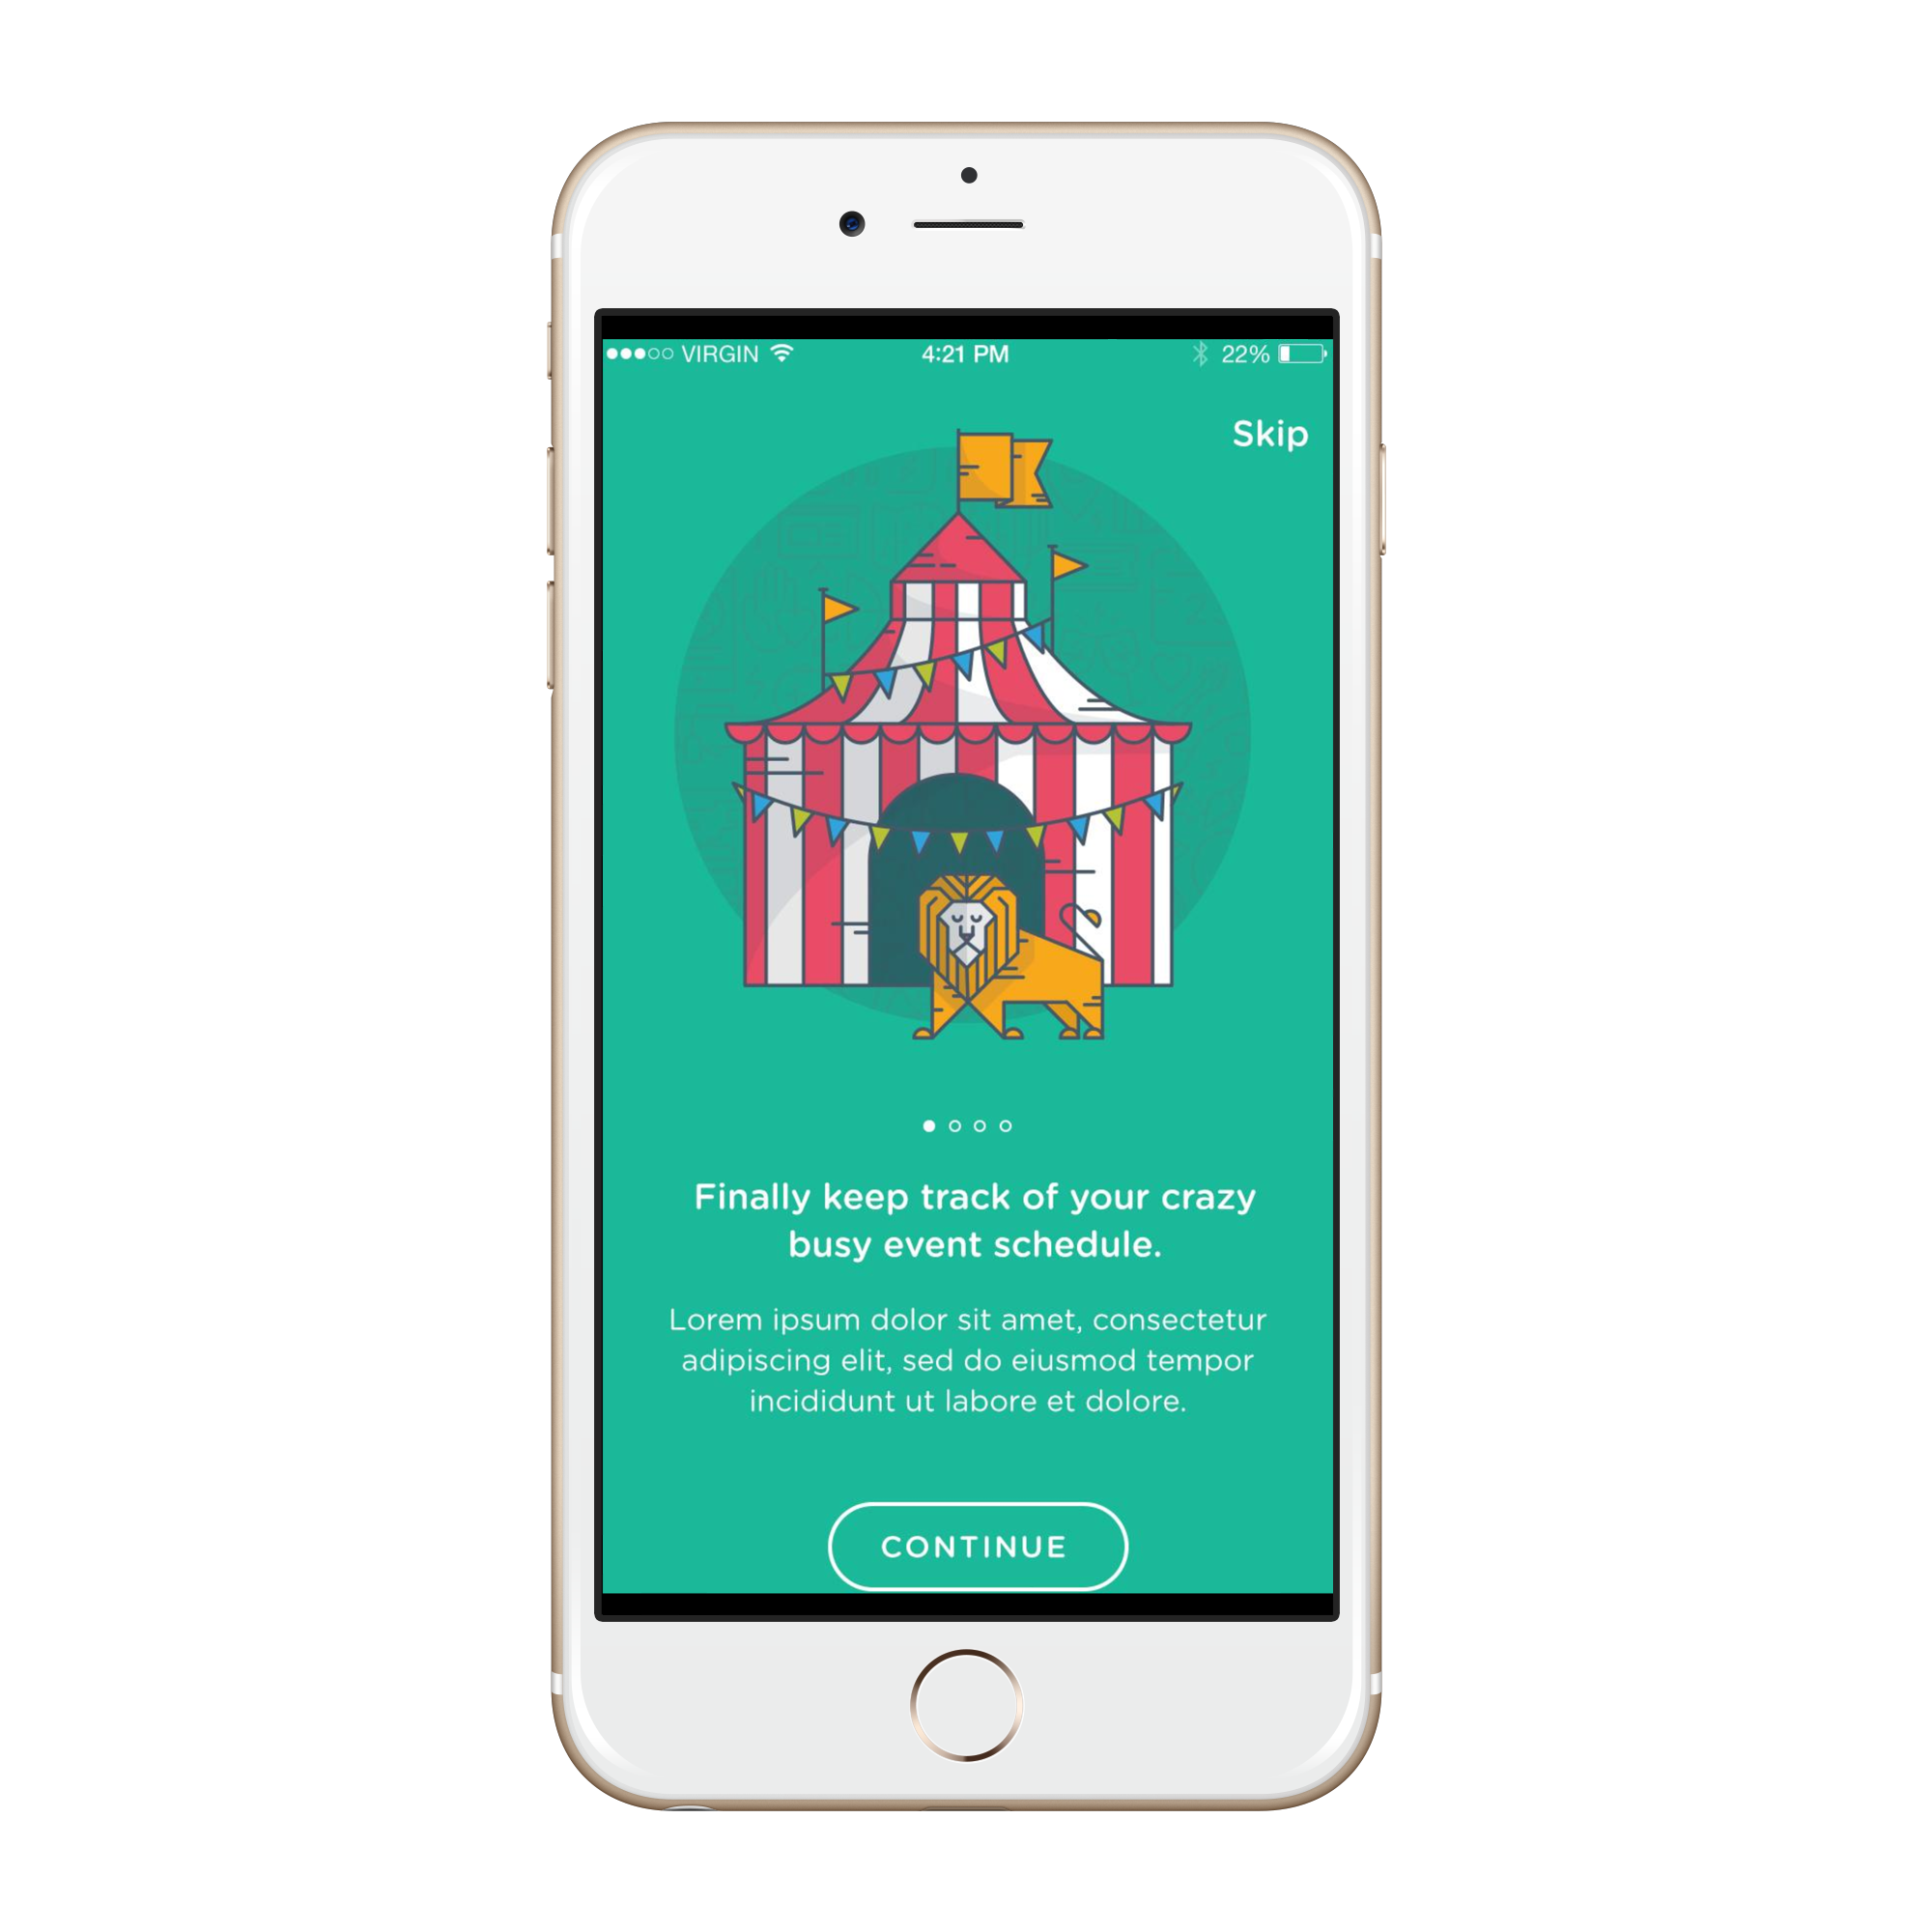 VIRGIN 4:21 PM 22%
Skip
Finally keep track of your crazy
busy event schedule.
Lorem ipsum dolor sit amet, consectetur
adipiscing elit, sed do eiusmod tempor
incididunt ut labore et dolore.
CONTINUE